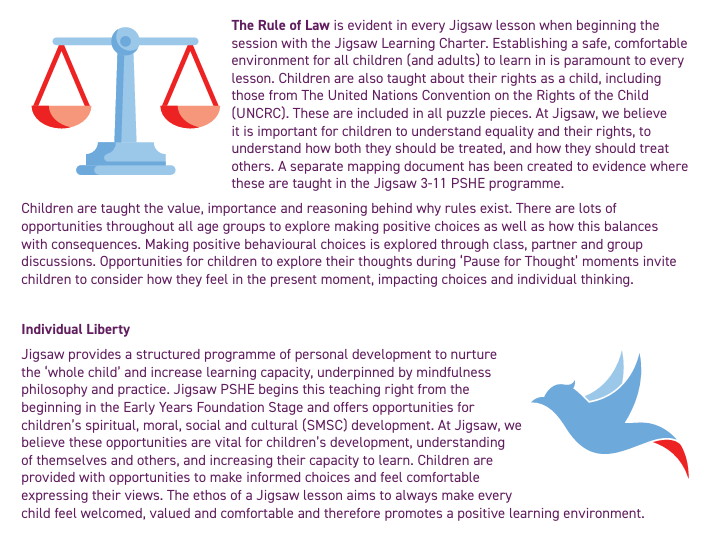 The Rule of Law is evident in every Jigsaw lesson when beginning the
session with the Jigsaw Learning Charter. Establishing a safe, comfortable
environment for all children (and adults) to learn in is paramount to every
lesson. Children are also taught about their rights as a child, including
those from The United Nations Convention on the Rights of the Child
(UNCRC). These are included in all puzzle pieces. At Jigsaw, we believe
it is important for children to understand equality and their rights, to
understand how both they should be treated, and how they should treat
others. A separate mapping document has been created to evidence where
these are taught in the Jigsaw 3-11 PSHE programme.
Children are taught the value, importance and reasoning behind why rules exist. There are lots of
opportunities throughout all age groups to explore making positive choices as well as how this balances
with consequences. Making positive behavioural choices is explored through class, partner and group
discussions. Opportunities for children to explore their thoughts during ‘Pause for Thought’ moments invite
children to consider how they feel in the present moment, impacting choices and individual thinking.
Individual Liberty
Jigsaw provides a structured programme of personal development to nurture
the ‘whole child’ and increase learning capacity, underpinned by mindfulness
philosophy and practice. Jigsaw PSHE begins this teaching right from the
beginning in the Early Years Foundation Stage and offers opportunities for
children’s spiritual, moral, social and cultural (SMSC) development. At Jigsaw, we
believe these opportunities are vital for children’s development, understanding
of themselves and others, and increasing their capacity to learn. Children are
provided with opportunities to make informed choices and feel comfortable
expressing their views. The ethos of a Jigsaw lesson aims to always make every
child feel welcomed, valued and comfortable and therefore promotes a positive learning environment.